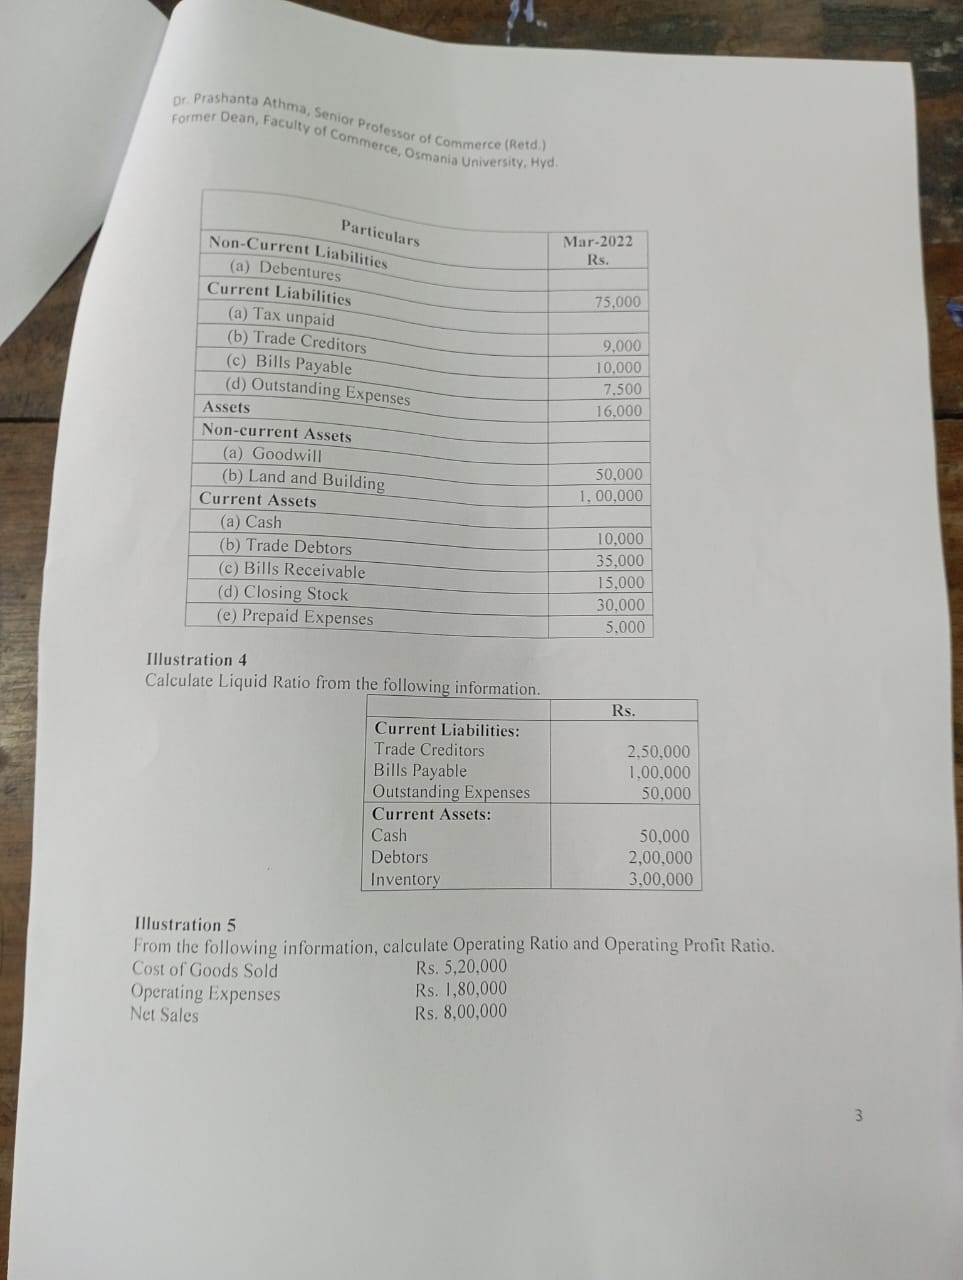 Dr. Prashanta Athma, Senior Professor of Commerce (Retd.)
Former Dean, Faculty of Commerce, Osmania University, Hyd.
Particulars Mar-2022
Rs.
Non-Current Liabilities
(a) Debentures 75,000
Current Liabilities
(a) Tax unpaid 9,000
(b) Trade Creditors 10,000
(c) Bills Payable 7,500
(d) Outstanding Expenses 16,000
Assets
Non-current Assets
(a) Goodwill 50,000
(b) Land and Building 1, 00,000
Current Assets
(a) Cash 10,000
(b) Trade Debtors 35,000
(c) Bills Receivable 15,000
(d) Closing Stock 30,000
(e) Prepaid Expenses 5,000
Illustration 4
Calculate Liquid Ratio from the following information.
Rs.
Current Liabilities:
Trade Creditors 2,50,000
Bills Payable 1,00,000
Outstanding Expenses 50,000
Current Assets:
Cash 50,000
Debtors 2,00,000
Inventory 3,00,000
Illustration 5
From the following information, calculate Operating Ratio and Operating Profit Ratio.
Cost of Goods Sold Rs. 5,20,000
Operating Expenses Rs. 1,80,000
Net Sales Rs. 8,00,000
3